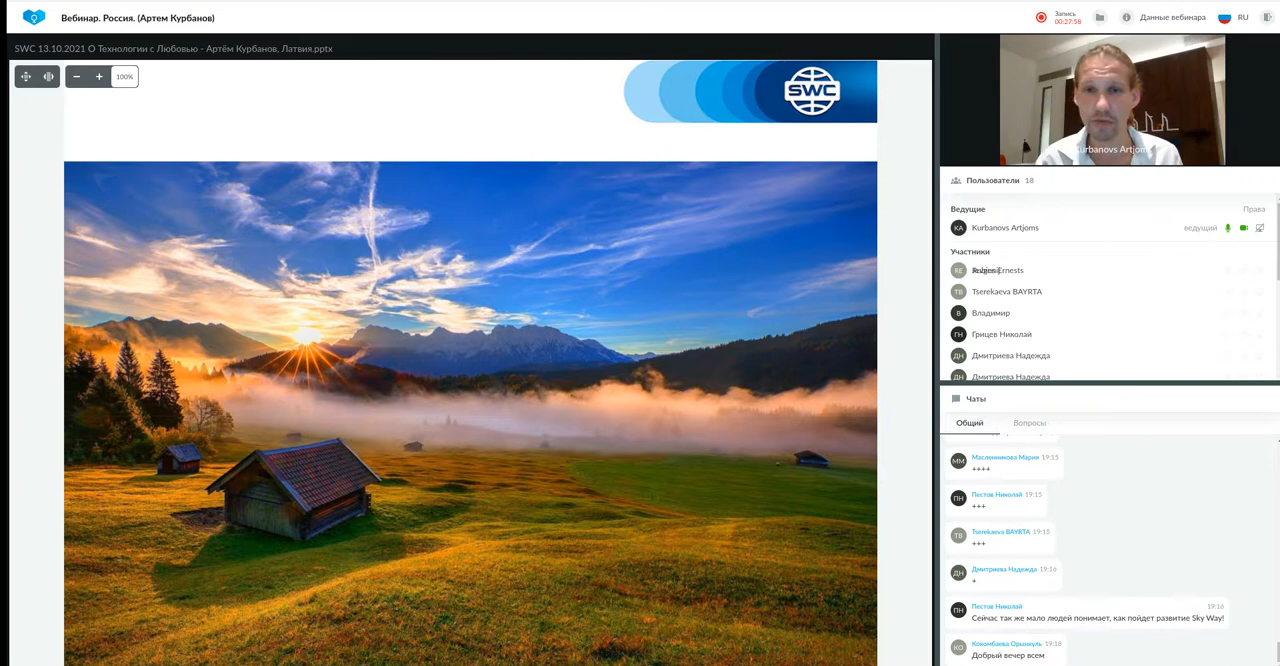 Вебинар. Россия. (Артем Курбанов)
Запись
00:27:58
Данные вебинара
RU
SWC 13.10.2021 О Технологии с Любовью - Артём Курбанов, Латвия.pptx
100%
SWC
Kurbanovs Artjoms
Пользователи 18
Ведущие Права
KA Kurbanovs Artjoms ведущий
Участники
RE Ernests
TB Tserekaeva BAYRTA
В Владимир
ГН Грицев Николай
ДН Дмитриева Надежда
ДН Дмитриева Надежда
Чаты
Общий Вопросы
ММ Масленникова Мария 19:15
++++
ПН Пестов Николай 19:15
+++
TB Tserekaeva BAYRTA 19:15
+++
ДН Дмитриева Надежда 19:16
+
ПН Пестов Николай 19:16
Сейчас так же мало людей понимает, как пойдет развитие Sky Way!
КО Кокомбаева Орынкуль 19:18
Добрый вечер всем